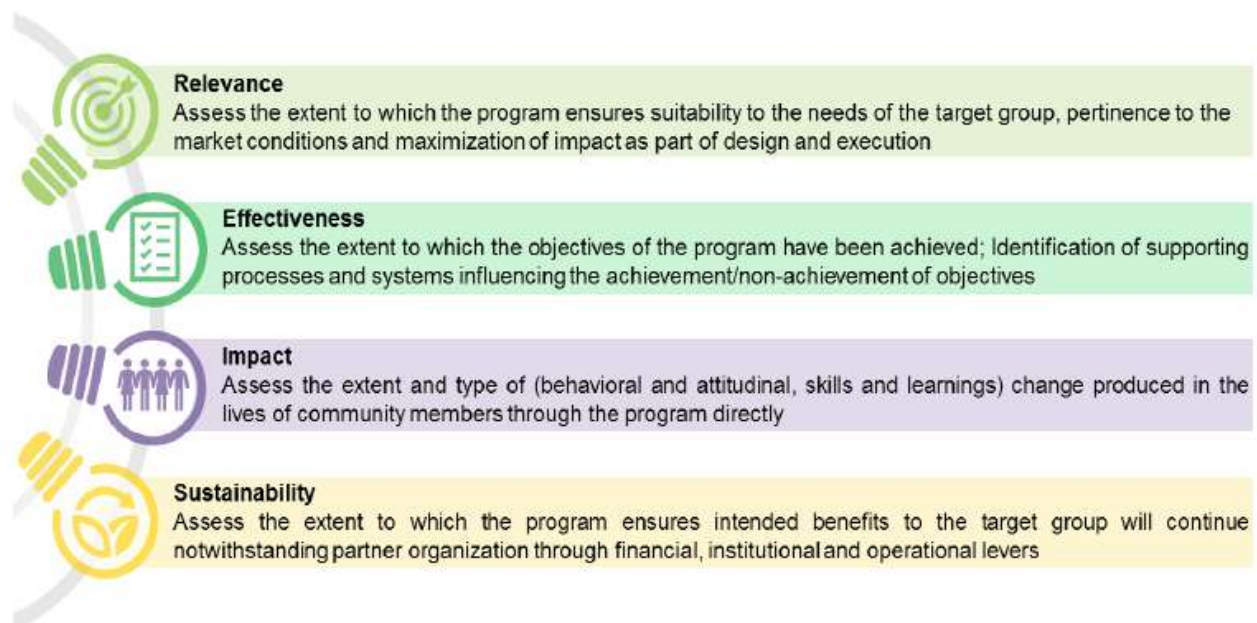 Relevance
Assess the extent to which the program ensures suitability to the needs of the target group, pertinence to the
market conditions and maximization of impact as part of design and execution
Effectiveness
Assess the extent to which the objectives of the program have been achieved; Identification of supporting
processes and systems influencing the achievement/non-achievement of objectives
Impact
Assess the extent and type of (behavioral and attitudinal, skills and learnings) change produced in the
lives of community members through the program directly
Sustainability
Assess the extent to which the program ensures intended benefits to the target group will continue
notwithstanding partner organization through financial, institutional and operational levers